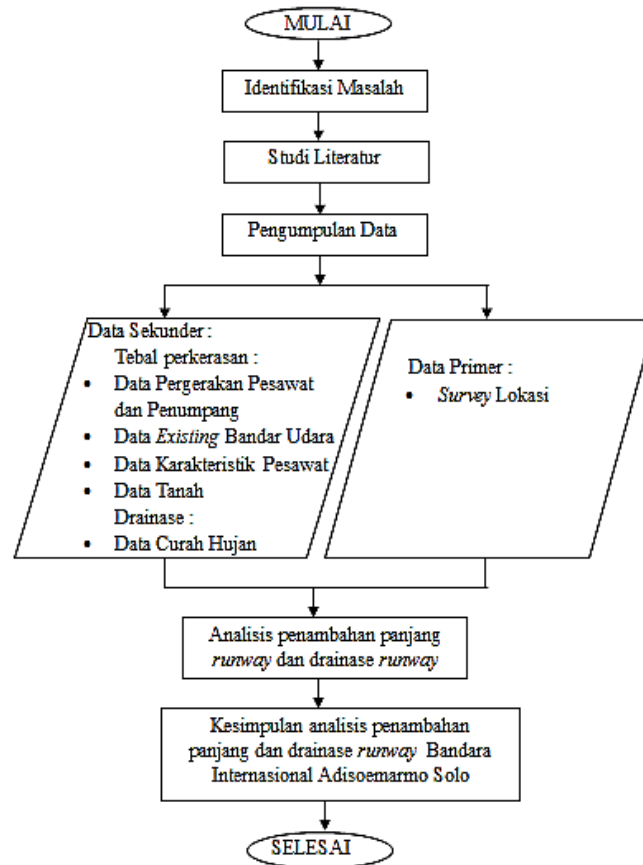 MULAI
Identifikasi Masalah
Studi Literatur
Pengumpulan Data
Data Sekunder :
Tebal perkerasan :
• Data Pergerakan Pesawat
dan Penumpang
• Data Existing Bandar Udara
• Data Karakteristik Pesawat
• Data Tanah
Drainase :
• Data Curah Hujan
Data Primer :
• Survey Lokasi
Analisis penambahan panjang
runway dan drainase runway
Kesimpulan analisis penambahan
panjang dan drainase runway Bandara
Internasional Adisoemarmo Solo
SELESAI